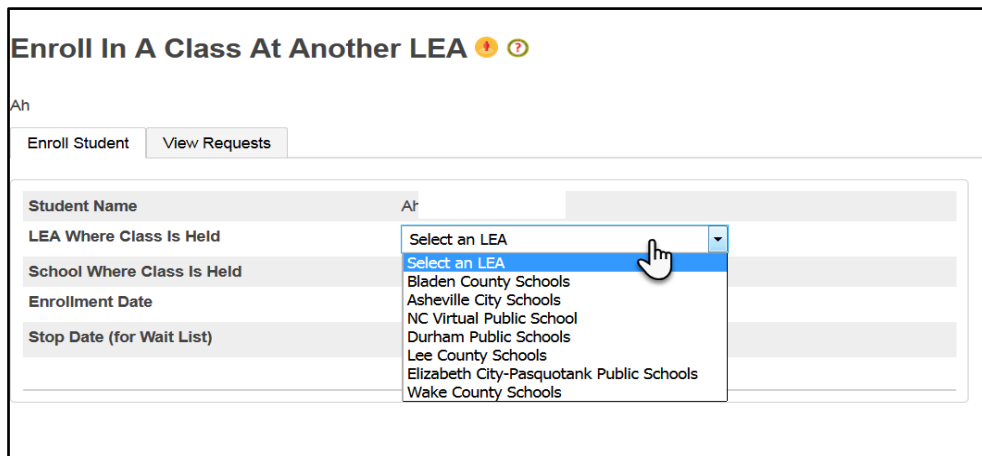 Enroll In A Class At Another LEA
Ah
Enroll Student View Requests
Student Name Ah
LEA Where Class Is Held Select an LEA
Select an LEA
School Where Class Is Held
Bladen County Schools
Asheville City Schools
Enrollment Date
NC Virtual Public School
Stop Date (for Wait List) Durham Public Schools
Lee County Schools
Elizabeth City-Pasquotank Public Schools
Wake County Schools